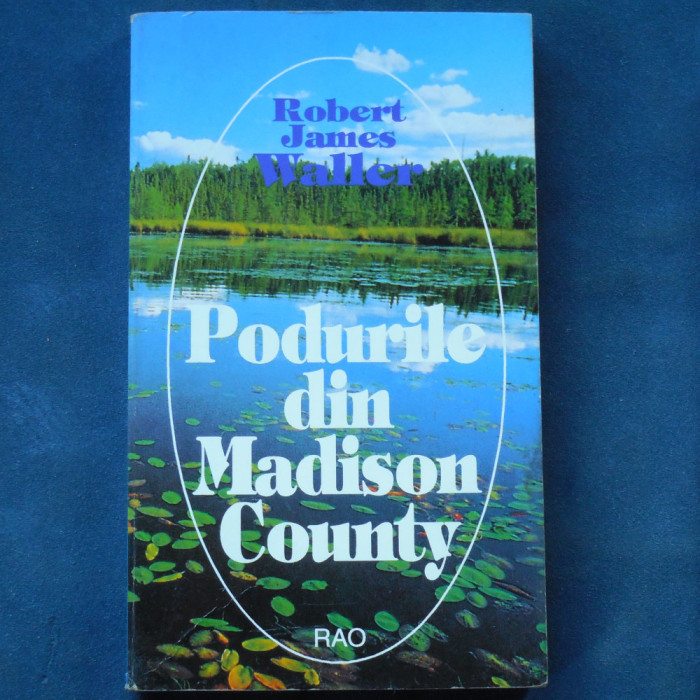 Robert
James
Waller
Podurile
din
Madison
County
RAO